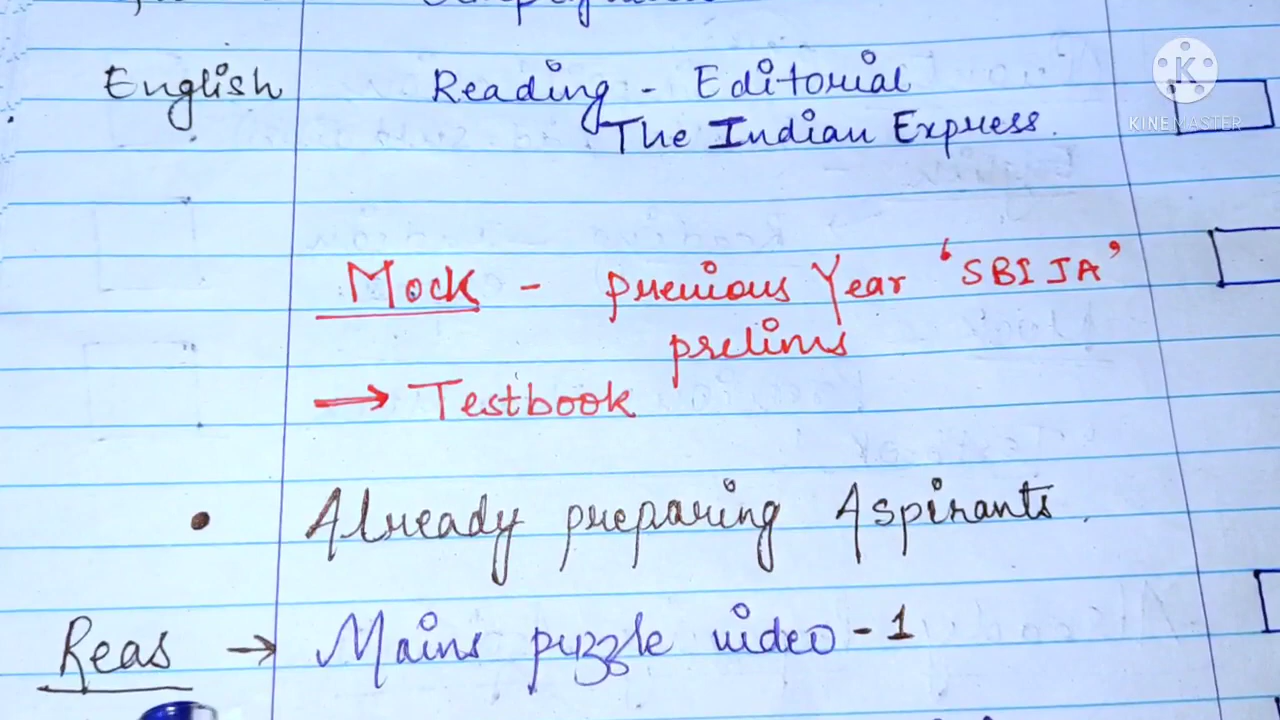 English Reading - Editorial
The Indian Express.
KINEMASTER
Mock - previous Year 'SBI JA'
prelims
→ Testbook
• Already preparing Aspirants.
Reas → Mains puzzle video - 1